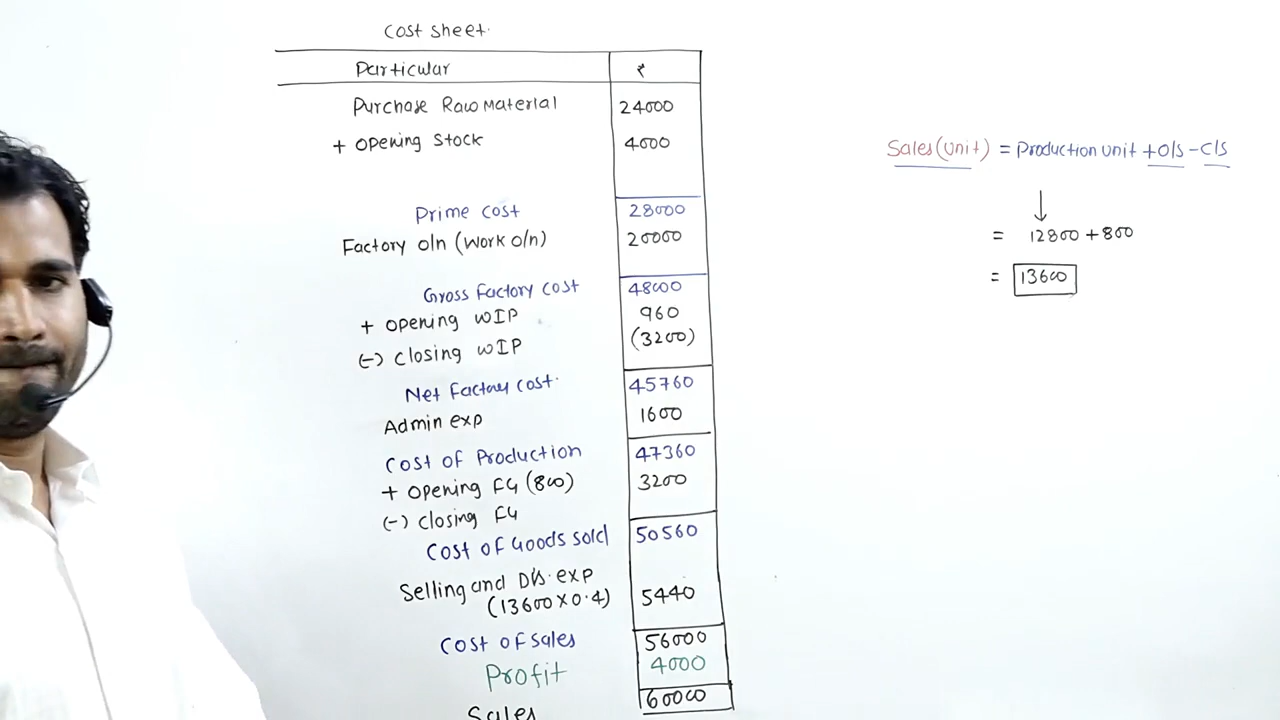 Cost sheet.
Particular ₹
Purchase Raw Material 24000
+ opening stock 4000
Prime cost 28000
Factory o/n (work o/n) 20000
Gross factory cost 48000
+ opening WIP 960
(-) closing WIP (3200)
Net factory cost. 45760
Admin exp 1600
Cost of Production 47360
+ opening FG (800) 3200
(-) closing FG
Cost of Goods sold 50560
Selling and Dis. exp
(13600 x 0.4) 5440
Cost of sales 56000
Profit 4000
Sales 60000
Sales (unit) = Production unit + o/s - c/s
= 12800 + 800
= 13600